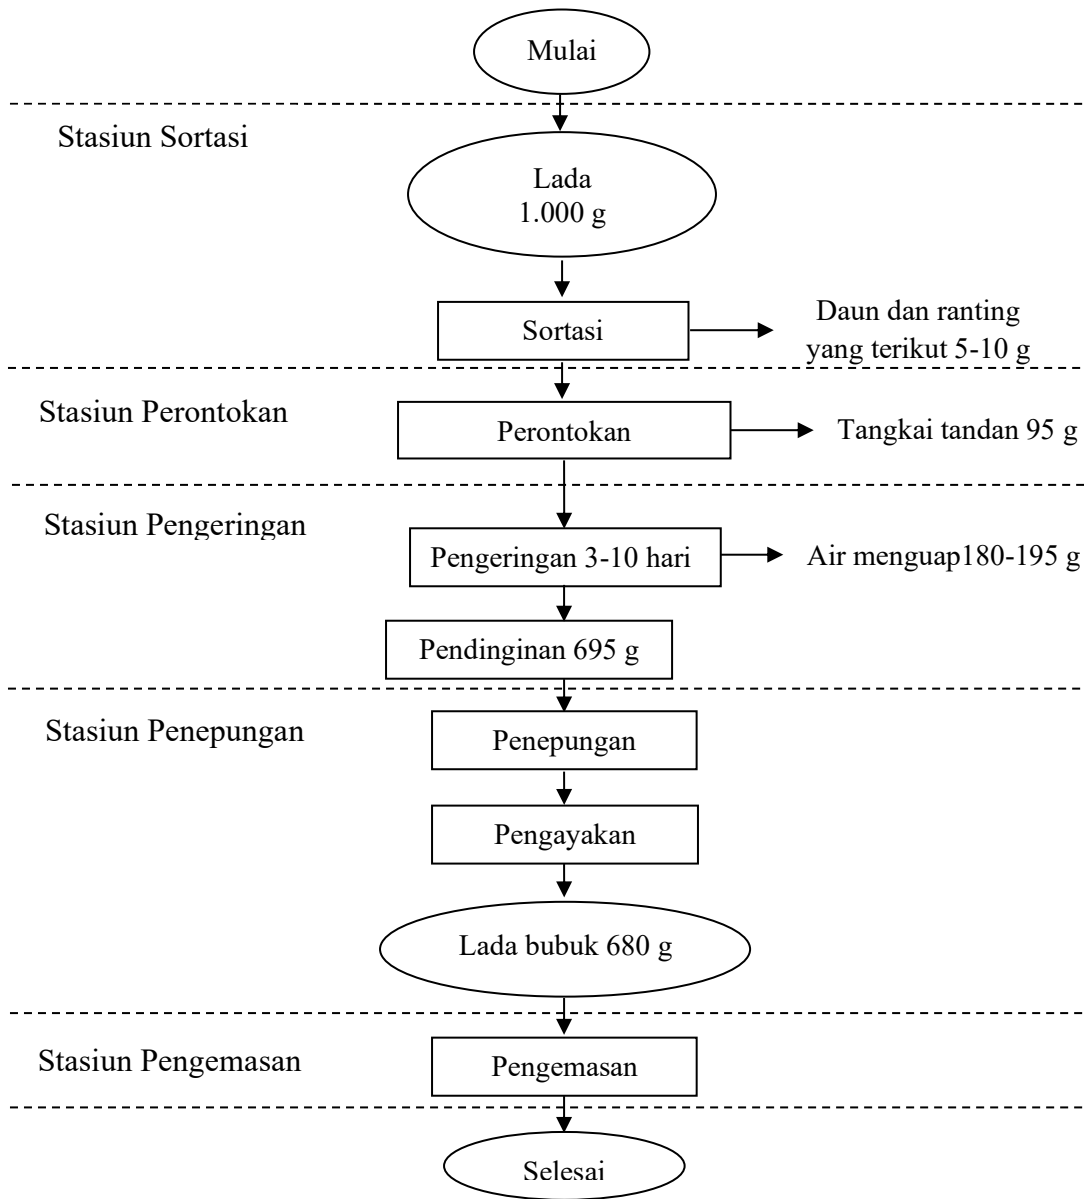 Mulai
Stasiun Sortasi
Lada
1.000 g
Sortasi
Daun dan ranting
yang terikut 5-10 g
Stasiun Perontokan
Perontokan
Tangkai tandan 95 g
Stasiun Pengeringan
Pengeringan 3-10 hari
Air menguap180-195 g
Pendinginan 695 g
Stasiun Penepungan
Penepungan
Pengayakan
Lada bubuk 680 g
Stasiun Pengemasan
Pengemasan
Selesai